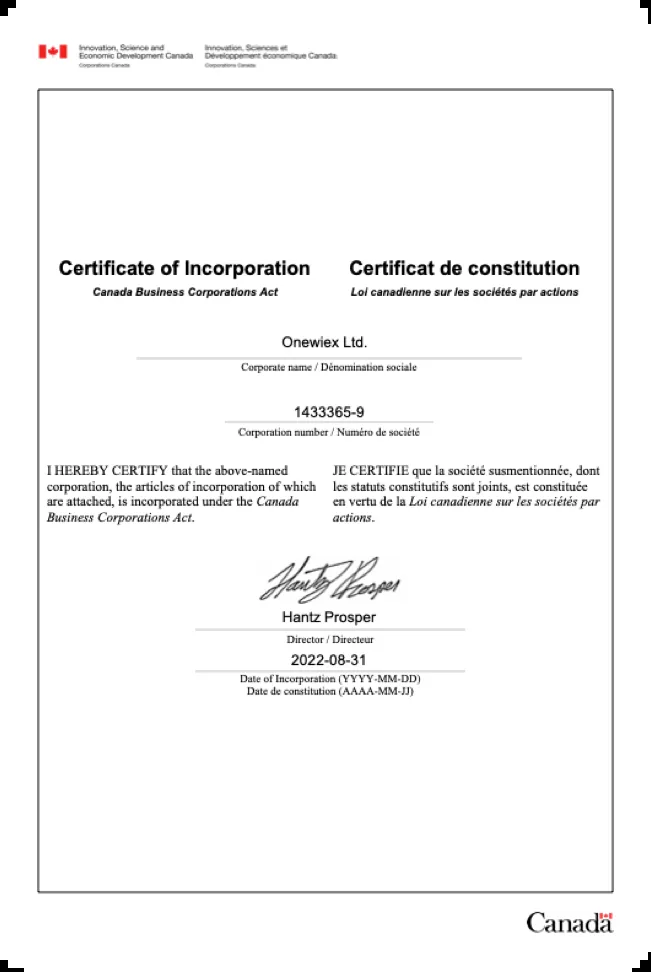 Innovation, Science and
Economic Development Canada
Corporations Canada
Innovation, Sciences et
Développement économique Canada
Corporations Canada
Certificate of Incorporation
Canada Business Corporations Act
Certificat de constitution
Loi canadienne sur les sociétés par actions
Onewiex Ltd.
Corporate name / Dénomination sociale
1433365-9
Corporation number / Numéro de société
I HEREBY CERTIFY that the above-named
corporation, the articles of incorporation of which
are attached, is incorporated under the Canada
Business Corporations Act.
JE CERTIFIE que la société susmentionnée, dont
les statuts constitutifs sont joints, est constituée
en vertu de la Loi canadienne sur les sociétés par
actions.
Hantz Prosper
Hantz Prosper
Director / Directeur
2022-08-31
Date of Incorporation (YYYY-MM-DD)
Date de constitution (AAAA-MM-JJ)
Canada